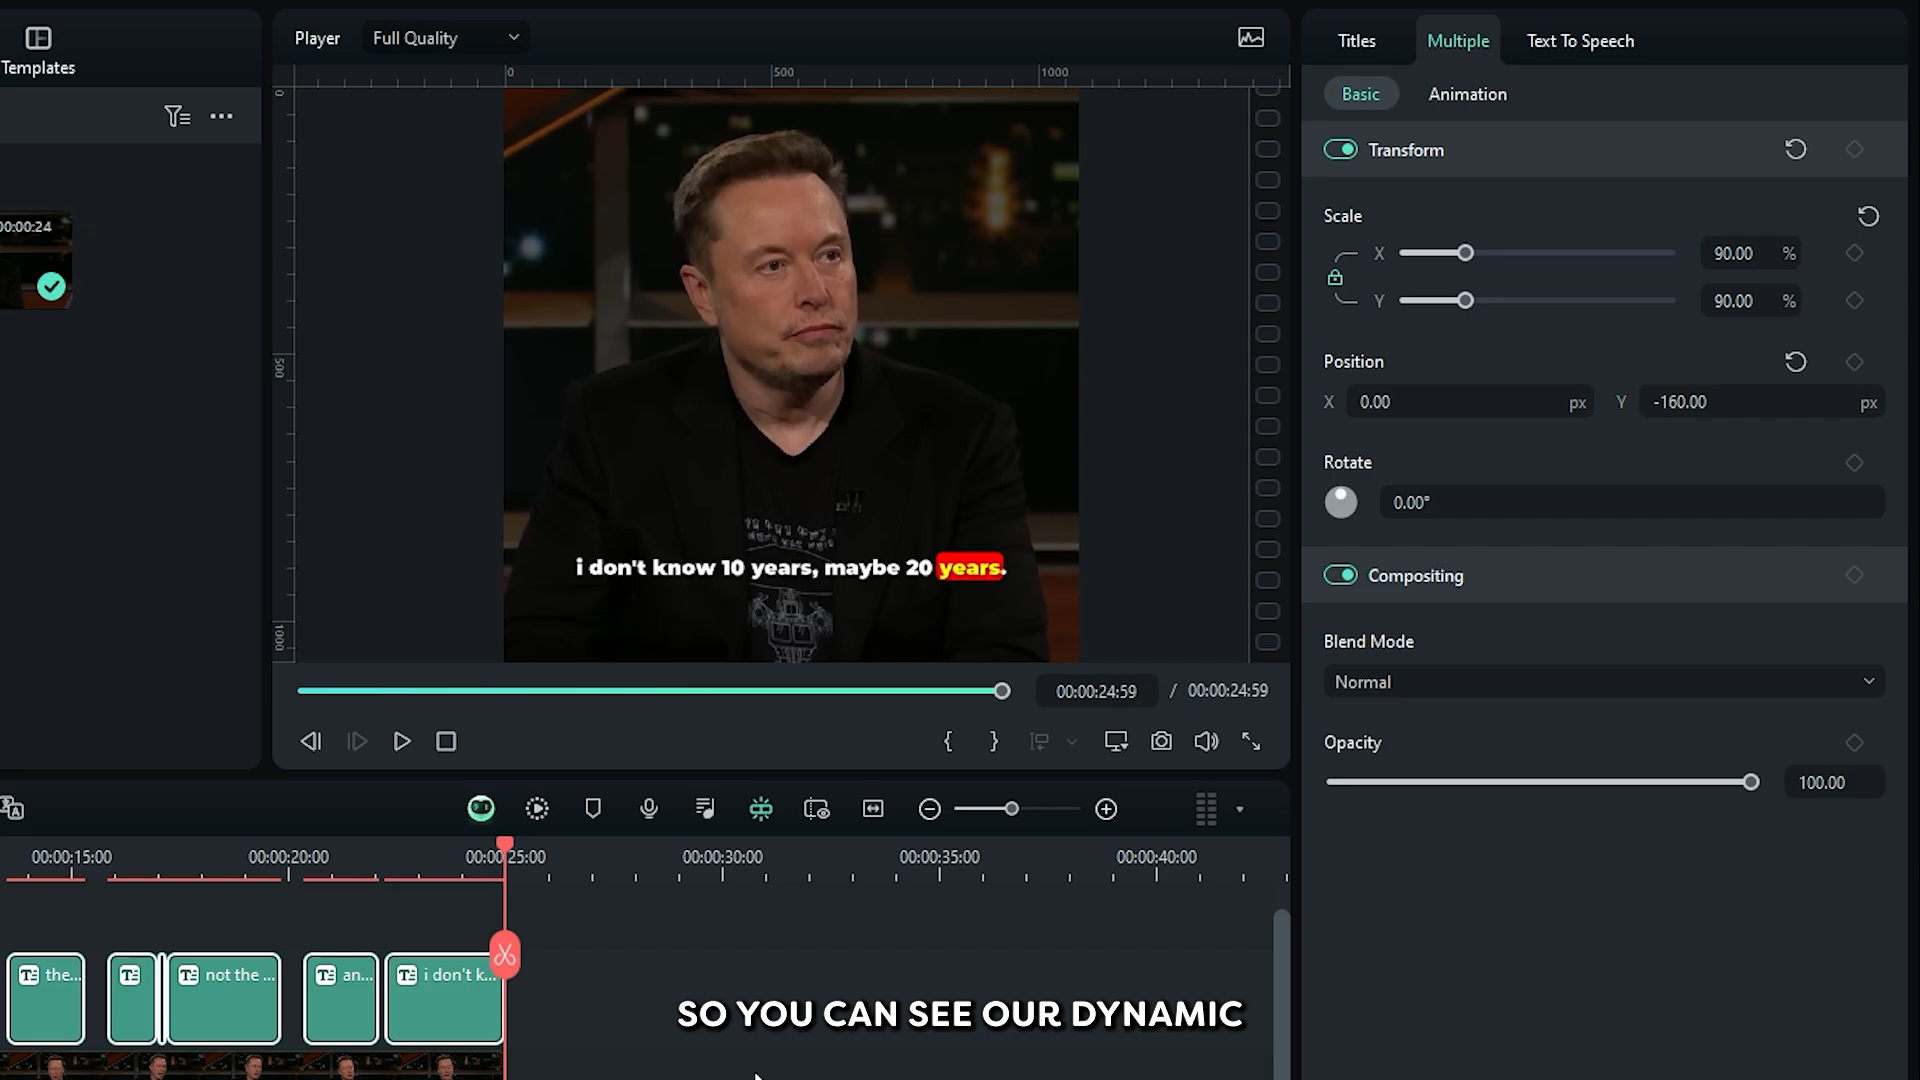 Templates
00:00:24
Player
Full Quality
0
500
1000
0
500
1000
i don't know 10 years, maybe 20 years.
00:00:24:59 / 00:00:24:59
Titles
Multiple
Text To Speech
Basic
Animation
Transform
Scale
X 90.00 %
Y 90.00 %
Position
X 0.00 px Y -160.00 px
Rotate
0.00°
Compositing
Blend Mode
Normal
Opacity
100.00
00:00:15:00 00:00:20:00 00:00:25:00 00:00:30:00 00:00:35:00 00:00:40:00
the... not the ... an... i don't k...
SO YOU CAN SEE OUR DYNAMIC